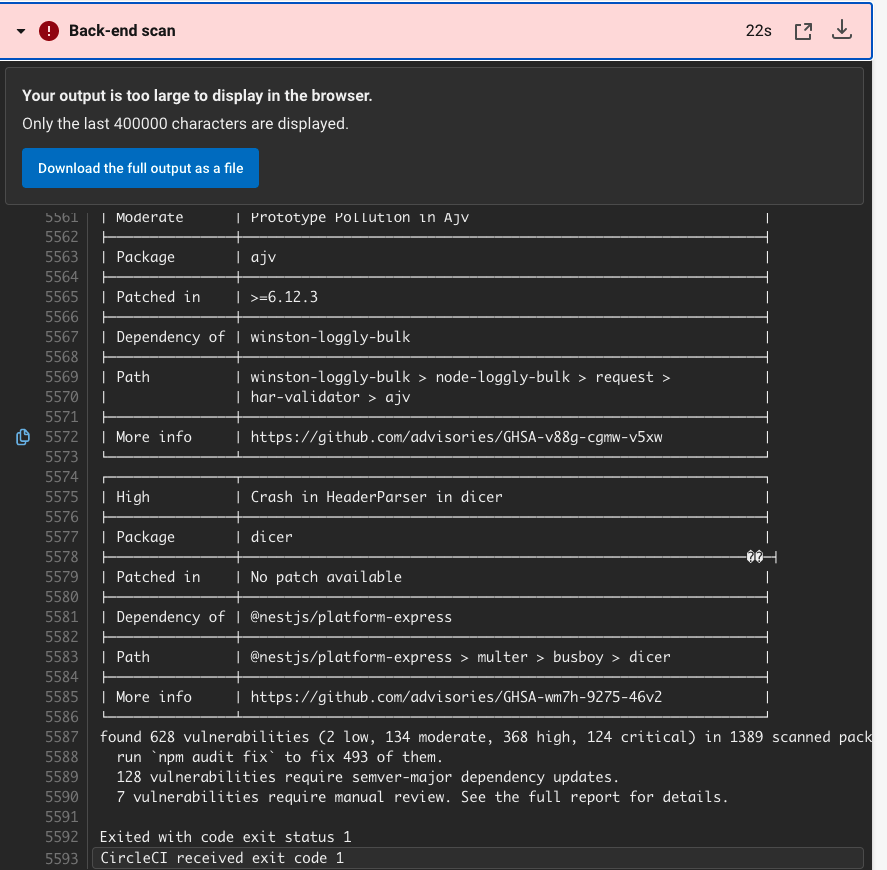 Back-end scan 22s
Your output is too large to display in the browser.
Only the last 400000 characters are displayed.
Download the full output as a file
5561 | Moderate | Prototype Pollution in Ajv |
5562
5563 | Package | ajv |
5564
5565 | Patched in | >=6.12.3 |
5566
5567 | Dependency of | winston-loggly-bulk |
5568
5569 | Path | winston-loggly-bulk > node-loggly-bulk > request > |
5570 | | har-validator > ajv |
5571
5572 | More info | https://github.com/advisories/GHSA-v88g-cgmw-v5xw |
5573
5574
5575 | High | Crash in HeaderParser in dicer |
5576
5577 | Package | dicer |
5578 ��
5579 | Patched in | No patch available |
5580
5581 | Dependency of | @nestjs/platform-express |
5582
5583 | Path | @nestjs/platform-express > multer > busboy > dicer |
5584
5585 | More info | https://github.com/advisories/GHSA-wm7h-9275-46v2 |
5586
5587 found 628 vulnerabilities (2 low, 134 moderate, 368 high, 124 critical) in 1389 scanned pack
5588 run `npm audit fix` to fix 493 of them.
5589 128 vulnerabilities require semver-major dependency updates.
5590 7 vulnerabilities require manual review. See the full report for details.
5591
5592 Exited with code exit status 1
5593 CircleCI received exit code 1